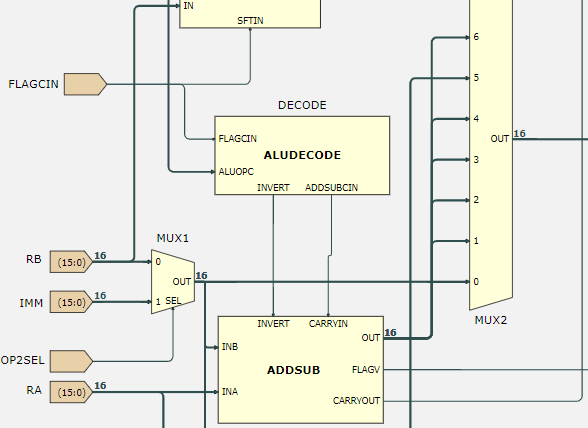 IN
SFTIN
6
FLAGCIN
5
DECODE
4
FLAGCIN
OUT 16
ALUDECODE
3
ALUOPC
INVERT ADDSUBCIN
2
MUX1
1
RB (15:0) 16
0
OUT 16
0
IMM (15:0) 16
1 SEL
MUX2
INVERT CARRYIN
OUT 16
INB
OP2SEL
ADDSUB
FLAGV
RA (15:0) 16
INA
CARRYOUT